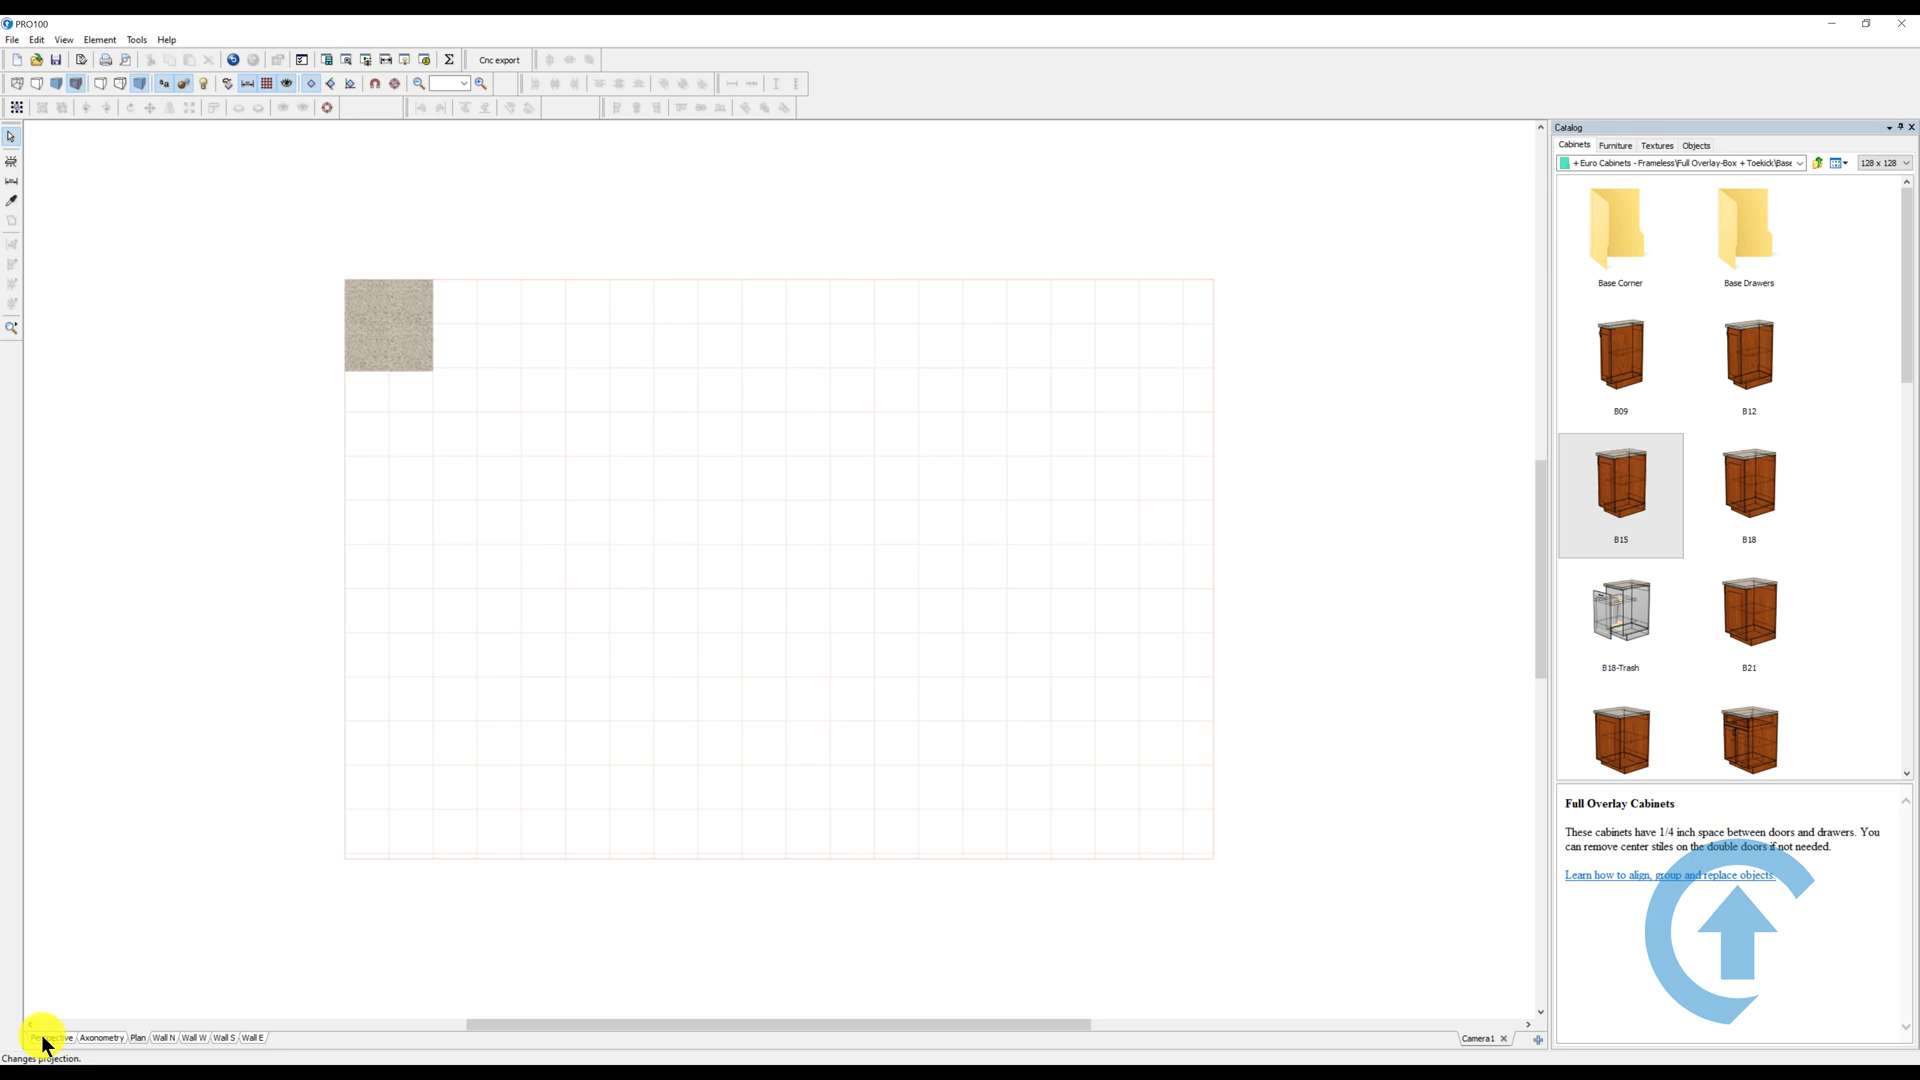 PRO100
File Edit View Element Tools Help
Cnc export
Catalog
Cabinets Furniture Textures Objects
+ Euro Cabinets - Frameless\Full Overlay-Box + Toekick\Base
128 x 128
Base Corner
Base Drawers
B09
B12
B15
B18
B18-Trash
B21
Full Overlay Cabinets
These cabinets have 1/4 inch space between doors and drawers. You
can remove center stiles on the double doors if not needed.
Learn how to align, group and replace objects.
Perspective Axonometry Plan Wall N Wall W Wall S Wall E
Camera1
Changes projection.